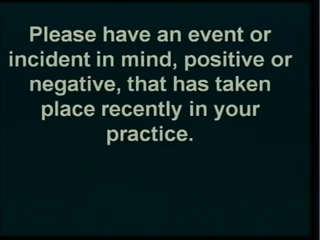 Please have an event or
incident in mind, positive or
negative, that has taken
place recently in your
practice.